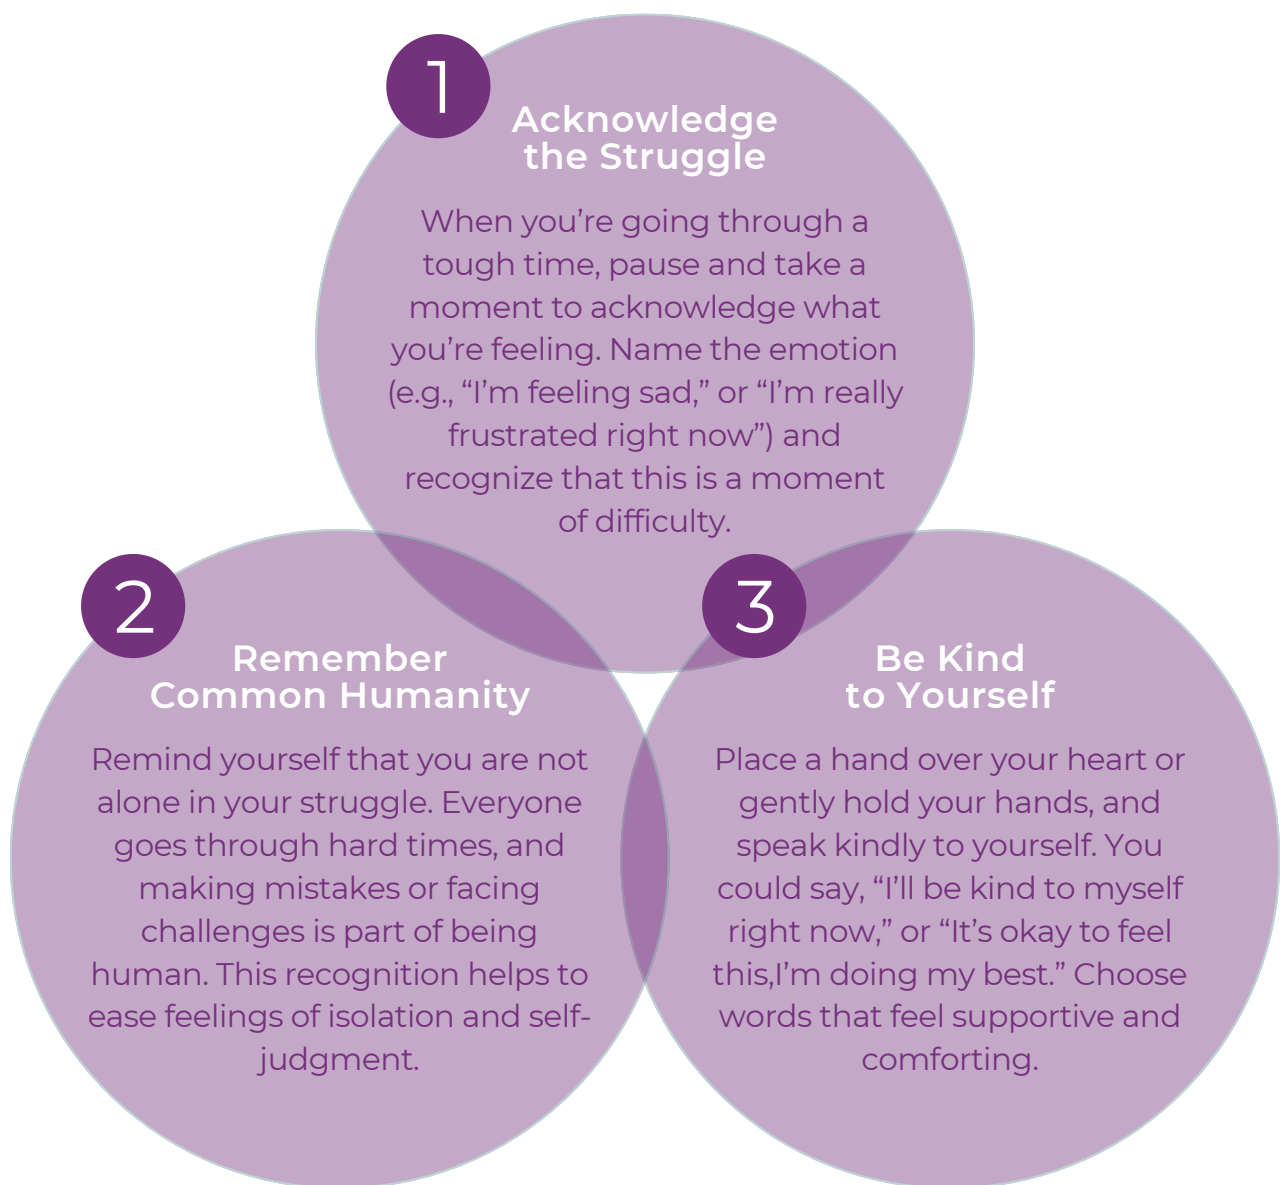 1
Acknowledge
the Struggle
When you’re going through a
tough time, pause and take a
moment to acknowledge what
you’re feeling. Name the emotion
(e.g., “I’m feeling sad,” or “I’m really
frustrated right now”) and
recognize that this is a moment
of difficulty.
2
Remember
Common Humanity
Remind yourself that you are not
alone in your struggle. Everyone
goes through hard times, and
making mistakes or facing
challenges is part of being
human. This recognition helps to
ease feelings of isolation and self-
judgment.
3
Be Kind
to Yourself
Place a hand over your heart or
gently hold your hands, and
speak kindly to yourself. You
could say, “I’ll be kind to myself
right now,” or “It’s okay to feel
this,I’m doing my best.” Choose
words that feel supportive and
comforting.